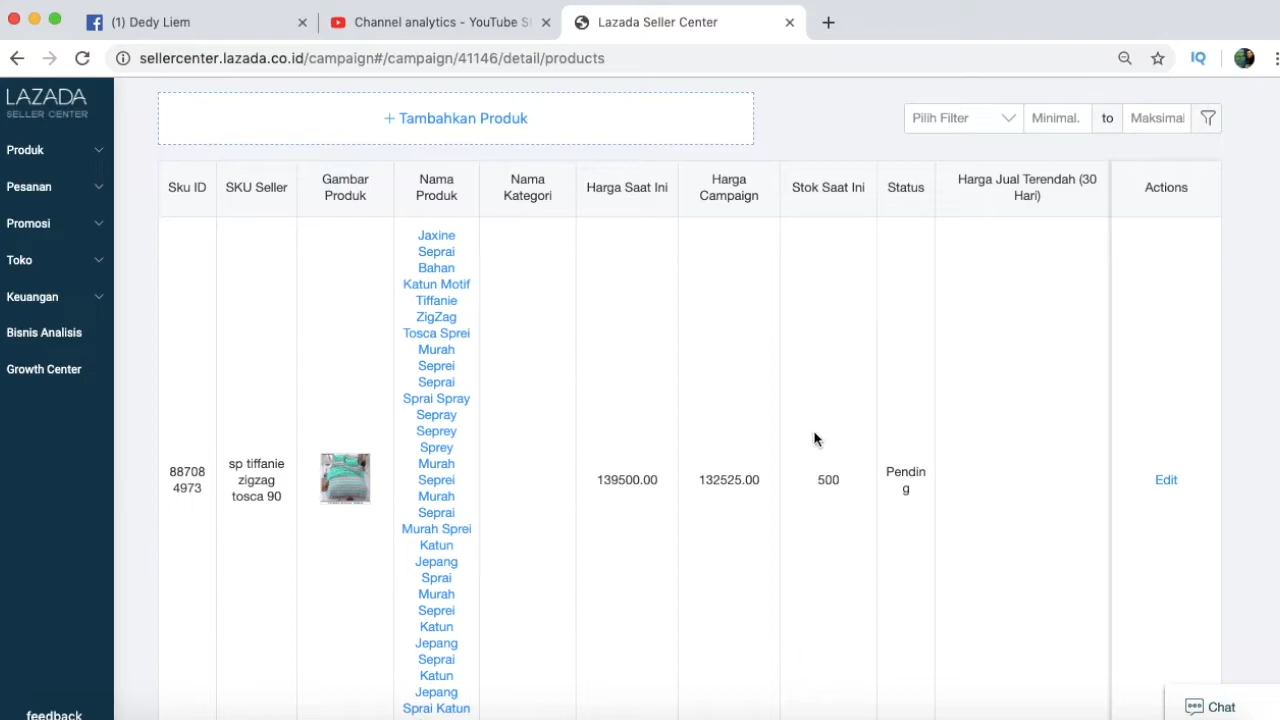 (1) Dedy Liem
Channel analytics - YouTube S
Lazada Seller Center
sellercenter.lazada.co.id/campaign#/campaign/41146/detail/products
IQ
LAZADA
SELLER CENTER
Produk
Pesanan
Promosi
Toko
Keuangan
Bisnis Analisis
Growth Center
feedback
+ Tambahkan Produk
Pilih Filter
Minimal.
to
Maksimal
Sku ID
SKU Seller
Gambar
Produk
Nama
Produk
Nama
Kategori
Harga Saat Ini
Harga
Campaign
Stok Saat Ini
Status
Harga Jual Terendah (30
Hari)
Actions
88708
4973
sp tiffanie
zigzag
tosca 90
Jaxine
Seprai
Bahan
Katun Motif
Tiffanie
ZigZag
Tosca Sprei
Murah
Seprei
Seprai
Sprai Spray
Sepray
Seprey
Sprey
Murah
Seprei
Murah
Seprai
Murah Sprei
Katun
Jepang
Sprai
Murah
Seprei
Katun
Jepang
Seprai
Katun
Jepang
Sprai Katun
139500.00
132525.00
500
Pendin
g
Edit
Chat